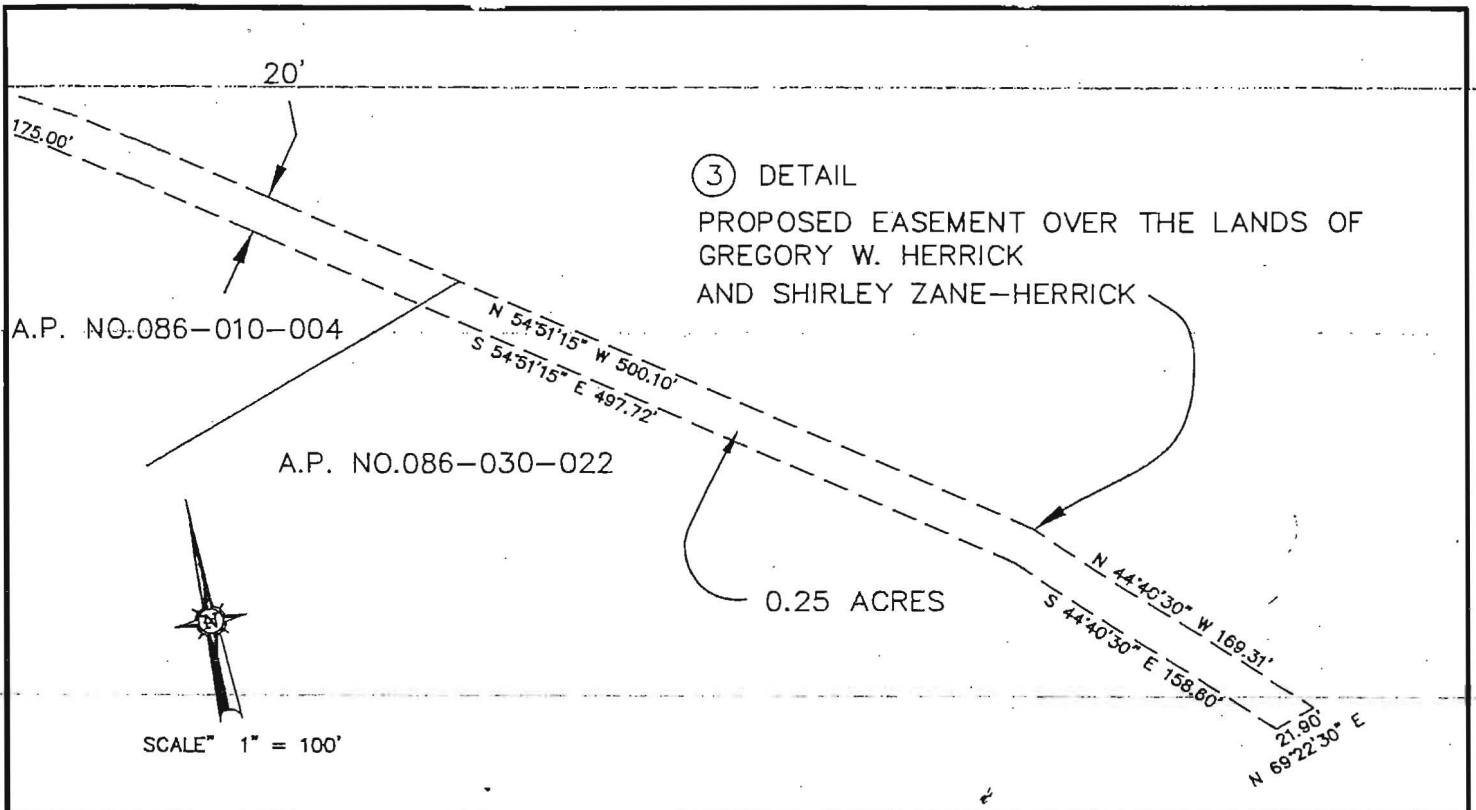 20'
175.00'
③ DETAIL
PROPOSED EASEMENT OVER THE LANDS OF
GREGORY W. HERRICK
AND SHIRLEY ZANE-HERRICK
A.P. NO.086-010-004
N 54°51'15" W 500.10'
S 54°51'15" E 497.72'
A.P. NO.086-030-022
0.25 ACRES
N 44°40'30" W 169.31'
S 44°40'30" E 158.60'
21.90'
N 69°22'30" E
N
SCALE" 1" = 100'